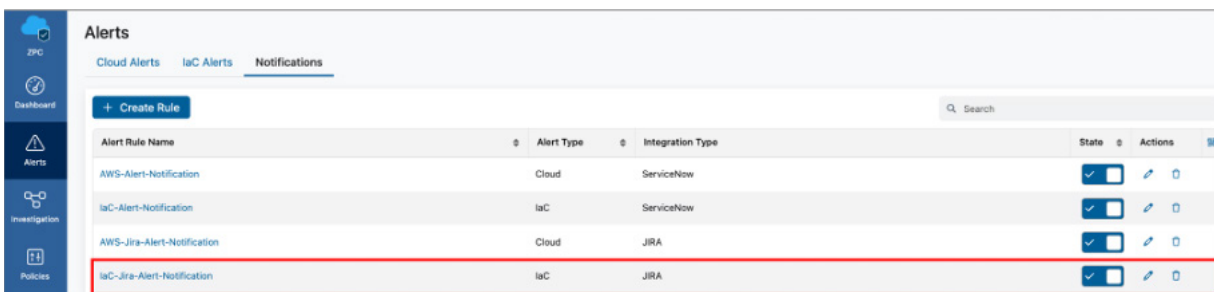 Alerts
ZPC
Cloud Alerts IaC Alerts Notifications
Dashboard
+ Create Rule
Search
Alert Rule Name Alert Type Integration Type State Actions
Alerts
AWS-Alert-Notification Cloud ServiceNow
IaC-Alert-Notification IaC ServiceNow
Investigation
AWS-Jira-Alert-Notification Cloud JIRA
Policies
IaC-Jira-Alert-Notification IaC JIRA